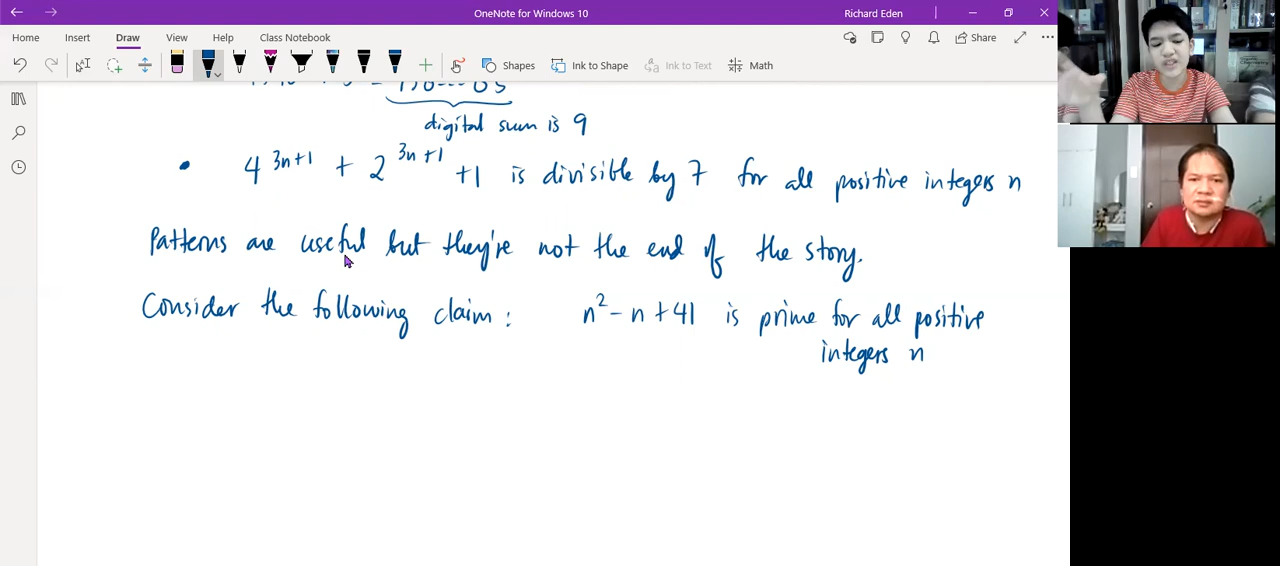 OneNote for Windows 10
Richard Eden
Home Insert Draw View Help Class Notebook
Share
Shapes Ink to Shape Ink to Text Math
digital sum is 9
• 4^{3n+1} + 2^{3n+1} + 1 is divisible by 7 for all positive integers n
Patterns are useful but they're not the end of the story.
Consider the following claim: n² - n + 41 is prime for all positive
integers n